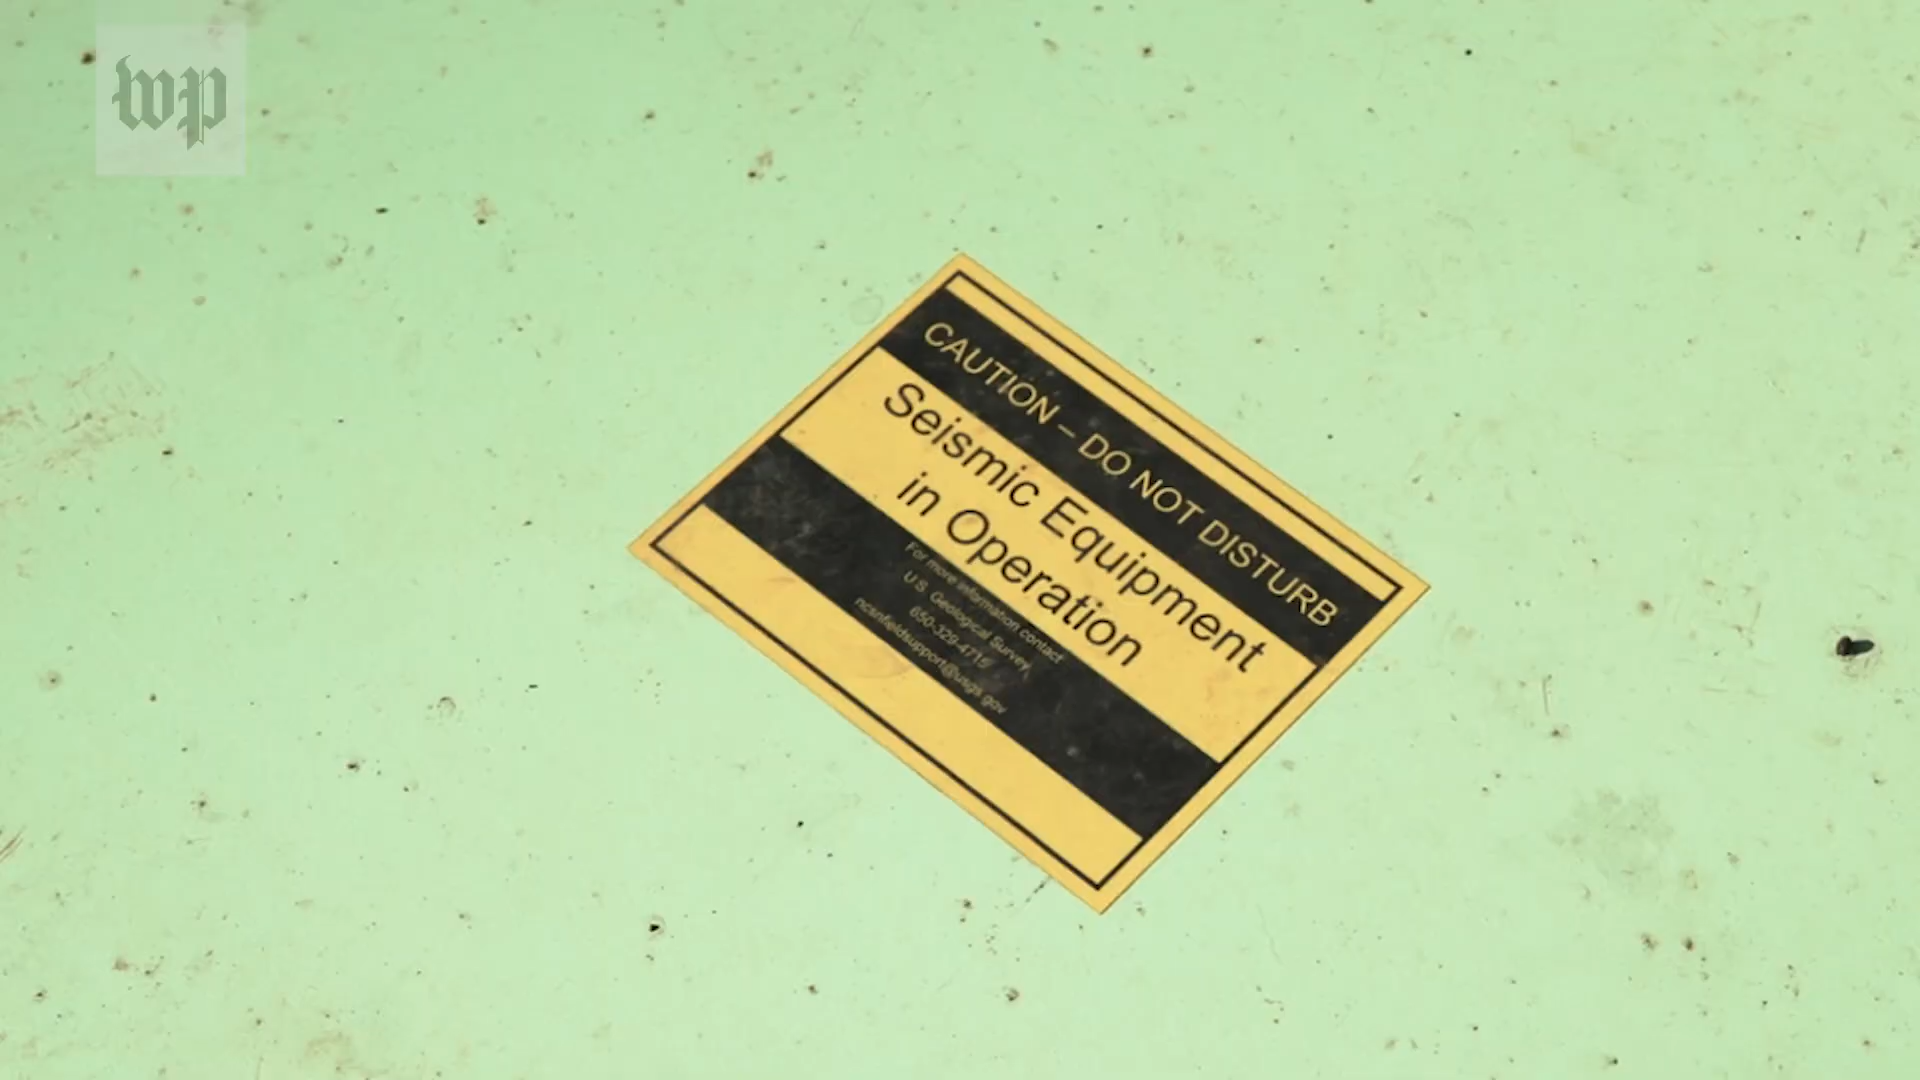 wp
CAUTION – DO NOT DISTURB
Seismic Equipment
in Operation
For more information contact
U.S. Geological Survey
650-329-4715
ncsnfieldsupport@usgs.gov